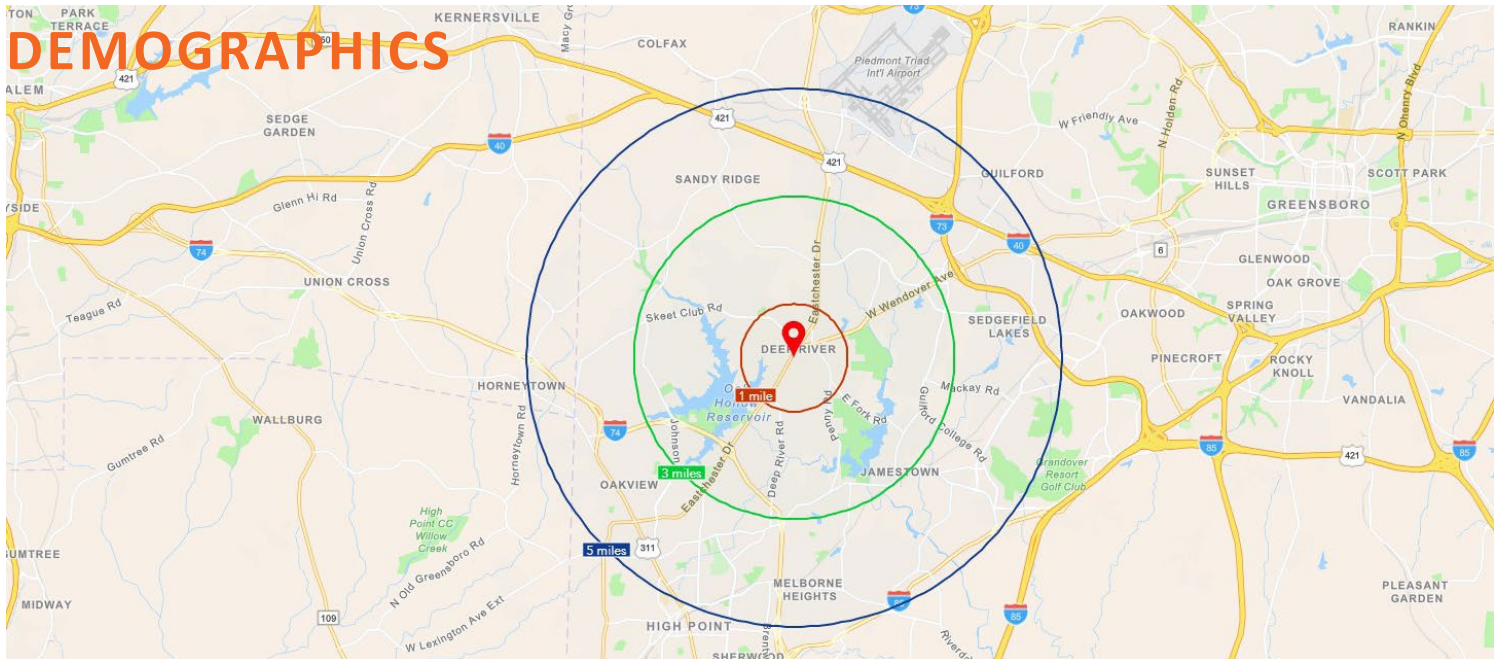 DEMOGRAPHICS
PARK
TERRACE
KERNERSVILLE
COLFAX
RANKIN
73
421
Piedmont Triad
Int'l Airport
SEDGE
GARDEN
40
421
W Friendly Ave
N Holden Rd
N Ohenry Blvd
421
SANDY RIDGE
GUILFORD
SUNSET
HILLS
SCOTT PARK
GREENSBORO
Glenn Hi Rd
Union Cross Rd
74
73
40
6
Eastchester Dr
GLENWOOD
OAK GROVE
UNION CROSS
W Wendover Ave
Teague Rd
Skeet Club Rd
SPRING
VALLEY
OAKWOOD
SEDGEFIELD
LAKES
DEEP RIVER
PINECROFT
ROCKY
KNOLL
HORNEYTOWN
1 mile
Hollow
Reservoir
Mackay Rd
VANDALIA
WALLBURG
Horneytown Rd
74
Johnson
Penny Rd
E Fork Rd
Guilford College Rd
Gumtree Rd
85
421
85
3 miles
Eastchester Dr
Deep River Rd
JAMESTOWN
Grandover
Resort
Golf Club
OAKVIEW
High
Point CC
Willow
Creek
5 miles
311
N Old Greensboro Rd
MELBORNE
HEIGHTS
PLEASANT
GARDEN
MIDWAY
109
W Lexington Ave Ext
85
HIGH POINT
SHERWOOD